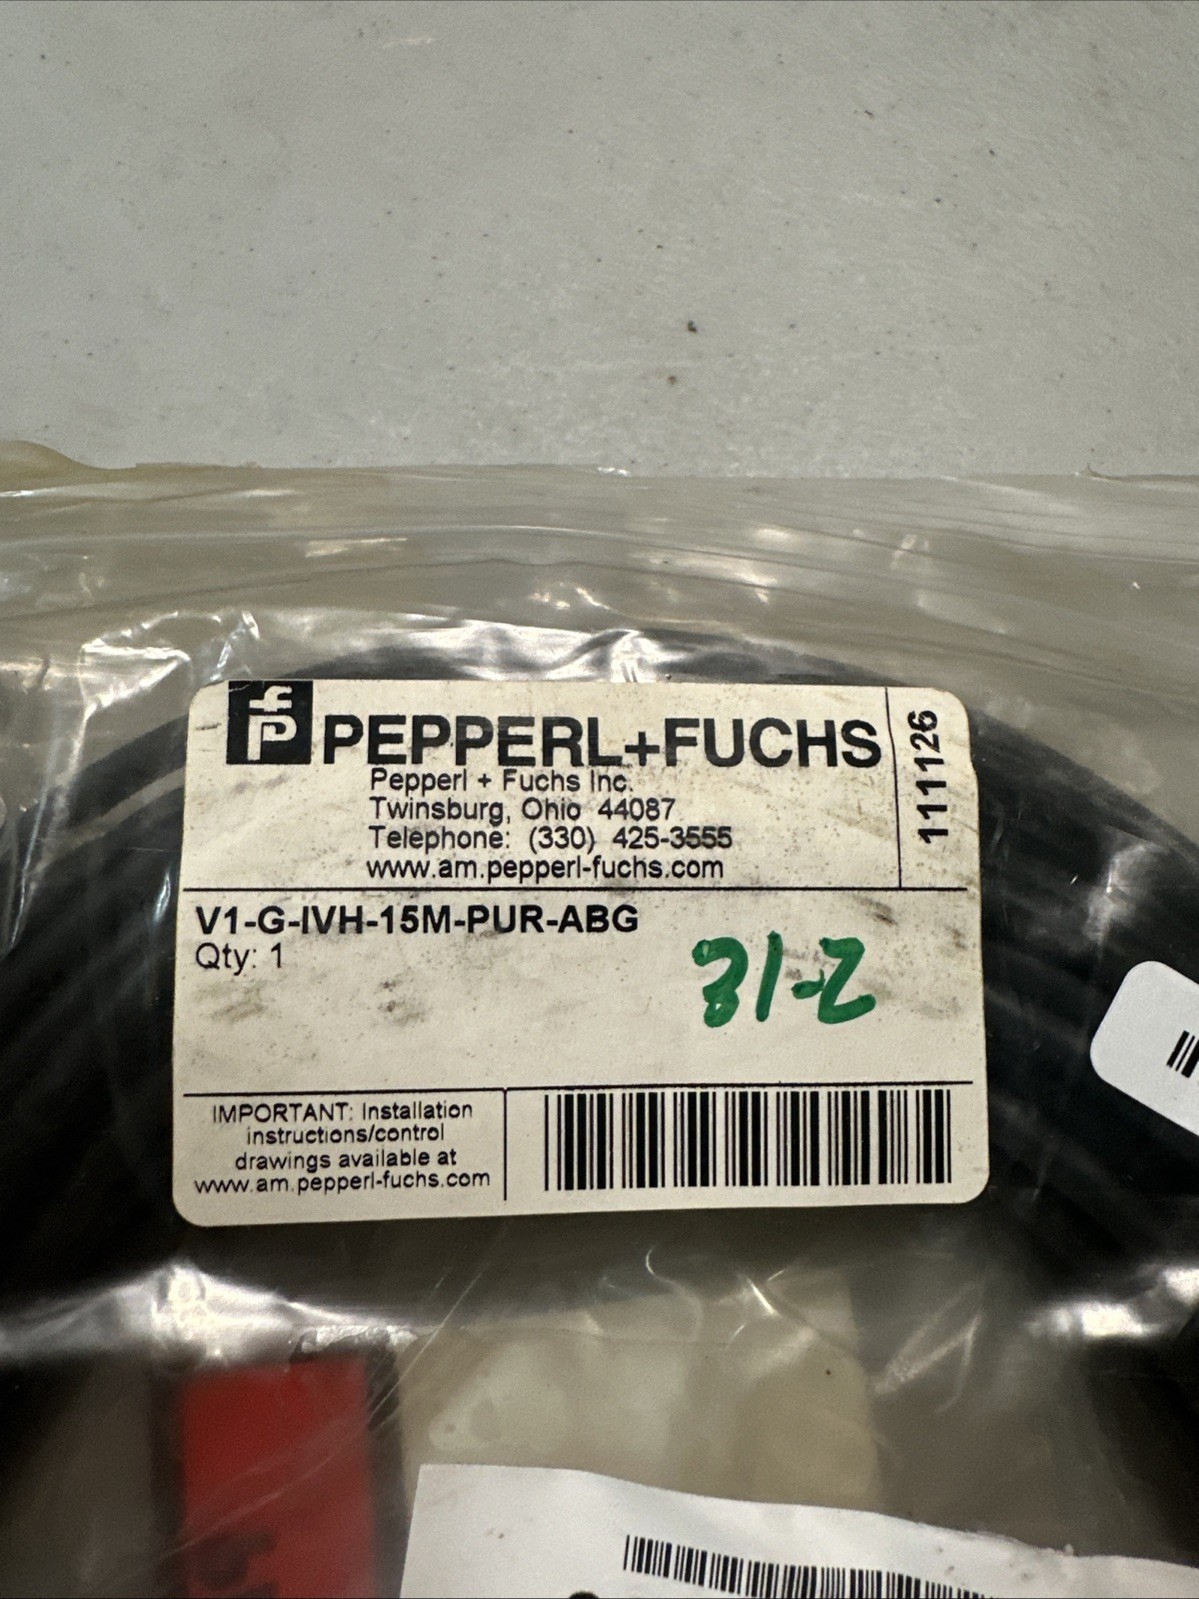 PEPPERL+FUCHS
Pepperl + Fuchs Inc.
Twinsburg, Ohio 44087
Telephone: (330) 425-3555
www.am.pepperl-fuchs.com
111126
V1-G-IVH-15M-PUR-ABG
Qty: 1
31-2
IMPORTANT: Installation
instructions/control
drawings available at
www.am.pepperl-fuchs.com